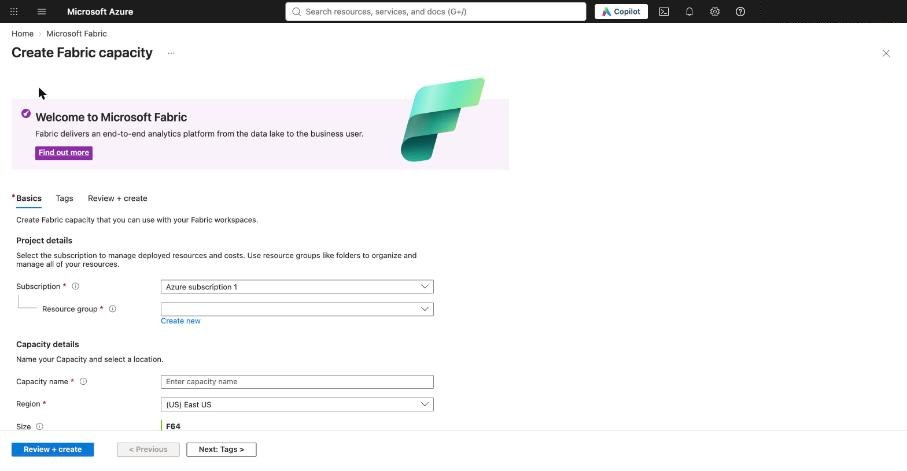 Microsoft Azure
Search resources, services, and docs (G+/)
Copilot
Home > Microsoft Fabric
Create Fabric capacity ...
Welcome to Microsoft Fabric
Fabric delivers an end-to-end analytics platform from the data lake to the business user.
Find out more
* Basics Tags Review + create
Create Fabric capacity that you can use with your Fabric workspaces.
Project details
Select the subscription to manage deployed resources and costs. Use resource groups like folders to organize and
manage all of your resources.
Subscription * Azure subscription 1
Resource group *
Create new
Capacity details
Name your Capacity and select a location.
Capacity name * Enter capacity name
Region * (US) East US
Size F64
Review + create < Previous Next: Tags >